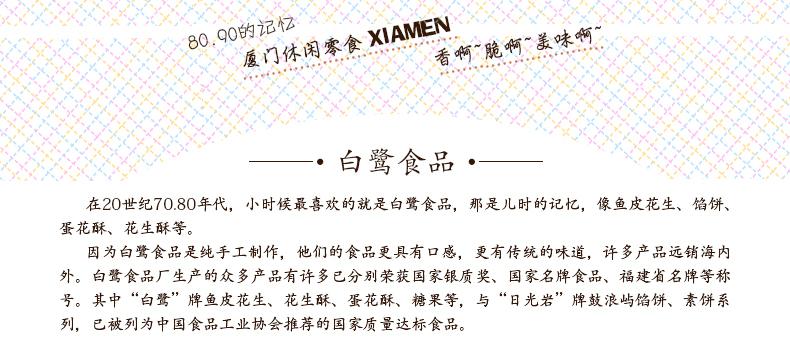 80.90的记忆
厦门休闲零食 XIAMEN
香啊~脆啊~美味啊~
白鹭食品
在20世纪70.80年代，小时候最喜欢的就是白鹭食品，那是儿时的记忆，像鱼皮花生、馅饼、
蛋花酥、花生酥等。
因为白鹭食品是纯手工制作，他们的食品更具有口感，更有传统的味道，许多产品远销海内
外。白鹭食品厂生产的众多产品有许多已分别荣获国家银质奖、国家名牌食品、福建省名牌等称
号。其中“白鹭”牌鱼皮花生、花生酥、蛋花酥、糖果等，与“日光岩”牌鼓浪屿馅饼、素饼系
列，已被列为中国食品工业协会推荐的国家质量达标食品。